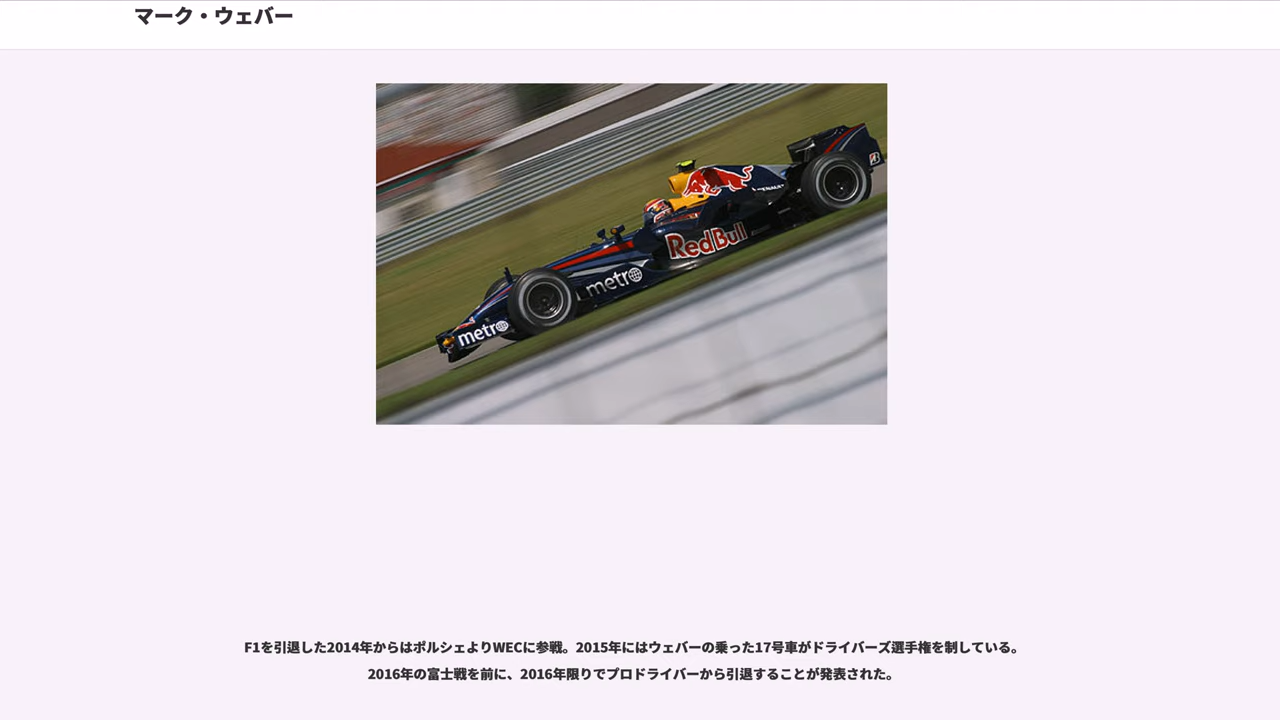 マーク・ウェバー
Red Bull
metro
metro
F1を引退した2014年からはポルシェよりWECに参戦。2015年にはウェバーの乗った17号車がドライバーズ選手権を制している。
2016年の富士戦を前に、2016年限りでプロドライバーから引退することが発表された。